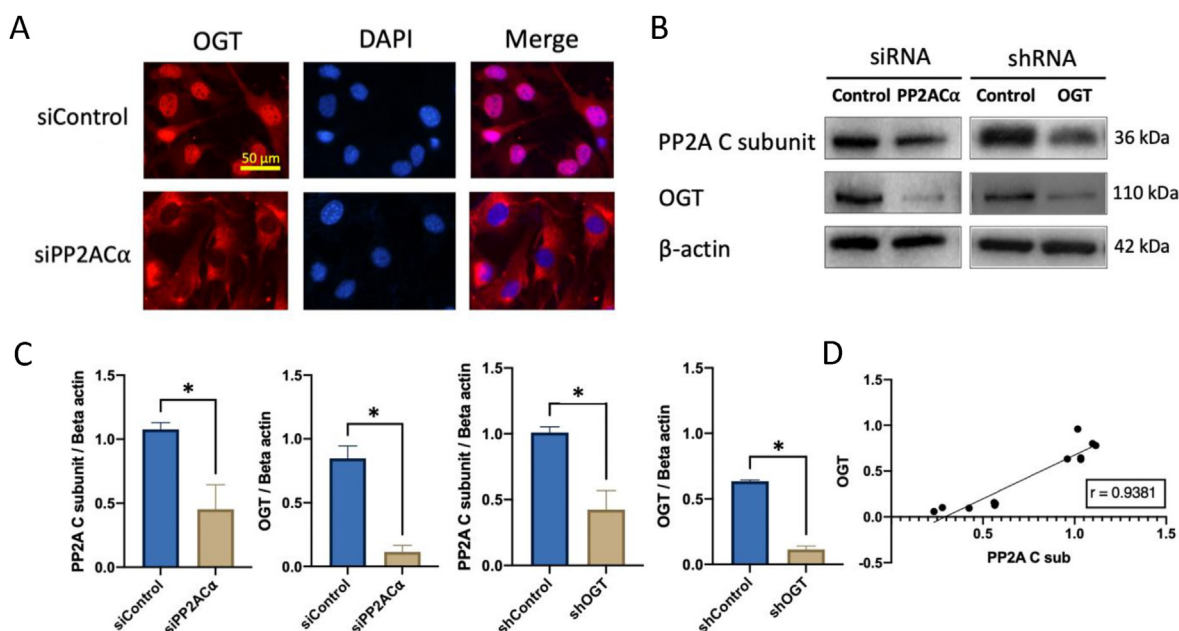 A
OGT DAPI Merge
siControl
50 µm
siPP2ACα
B
siRNA shRNA
Control PP2ACα Control OGT
PP2A C subunit 36 kDa
OGT 110 kDa
β-actin 42 kDa
C
PP2A C subunit / Beta actin
1.5
1.0
0.5
0.0
*
siControl
siPP2ACα
OGT / Beta actin
1.5
1.0
0.5
0.0
*
siControl
siPP2ACα
PP2A C subunit / Beta actin
1.5
1.0
0.5
0.0
*
shControl
shOGT
OGT / Beta actin
1.5
1.0
0.5
0.0
*
shControl
shOGT
D
OGT
1.5
1.0
0.5
0.0
-0.5
0.5 1.0 1.5
r = 0.9381
PP2A C sub